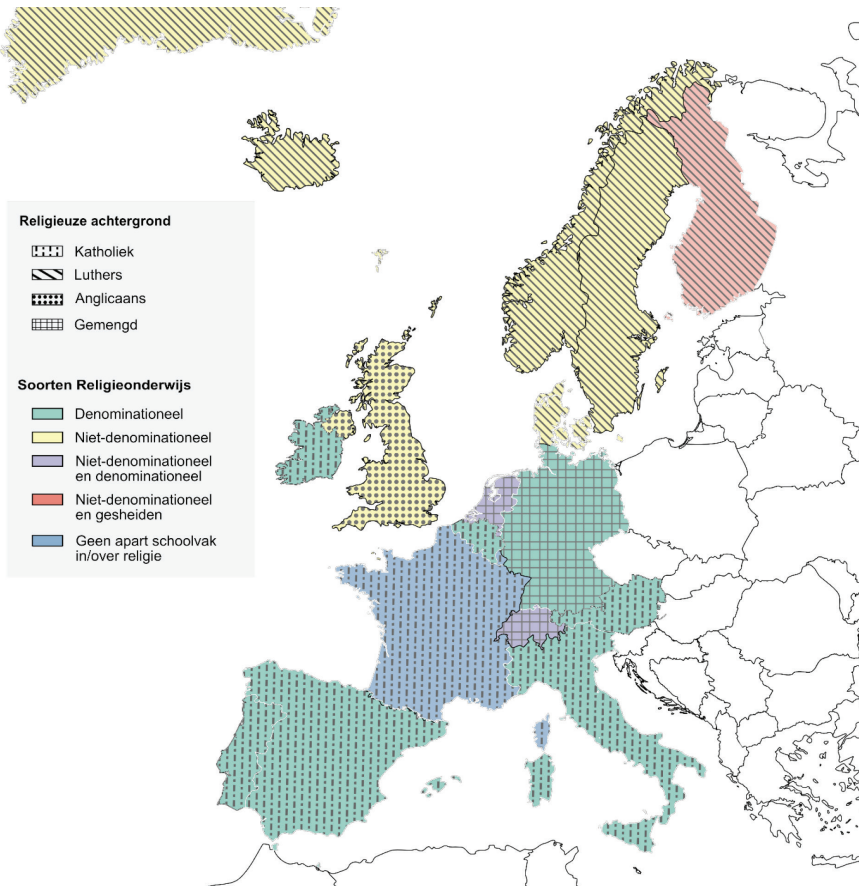 Religieuze achtergrond
Katholiek
Luthers
Anglicaans
Gemengd
Soorten Religieonderwijs
Denominationeel
Niet-denominationeel
Niet-denominationeel
en denominationeel
Niet-denominationeel
en gesheiden
Geen apart schoolvak
in/over religie